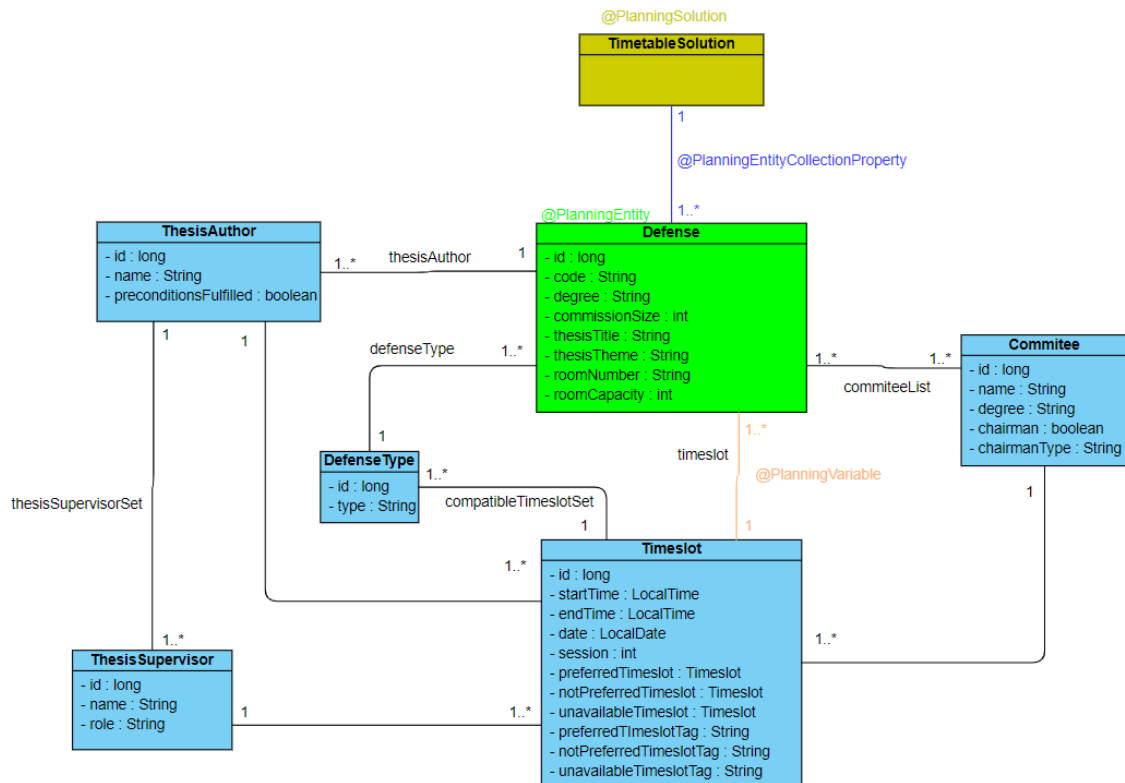 @PlanningSolution
TimetableSolution
1
@PlanningEntityCollectionProperty
1..*
@PlanningEntity
Defense
- id : long
- code : String
- degree : String
- commissionSize : int
- thesisTitle : String
- thesisTheme : String
- roomNumber : String
- roomCapacity : int
ThesisAuthor
- id : long
- name : String
- preconditionsFulfilled : boolean
1..*
thesisAuthor
1
1
1
defenseType
1..*
1
1..*
1..*
commiteeList
Commitee
- id : long
- name : String
- degree : String
- chairman : boolean
- chairmanType : String
1
1..*
timeslot
@PlanningVariable
1
DefenseType
- id : long
- type : String
1..*
compatibleTimeslotSet
1
thesisSupervisorSet
1..*
1..*
Timeslot
- id : long
- startTime : LocalTime
- endTime : LocalTime
- date : LocalDate
- session : int
- preferredTimeslot : Timeslot
- notPreferredTimeslot : Timeslot
- unavailableTimeslot : Timeslot
- preferredTImeslotTag : String
- notPreferredTimeslotTag : String
- unavailableTimeslotTag : String
1..*
ThesisSupervisor
- id : long
- name : String
- role : String
1
1..*